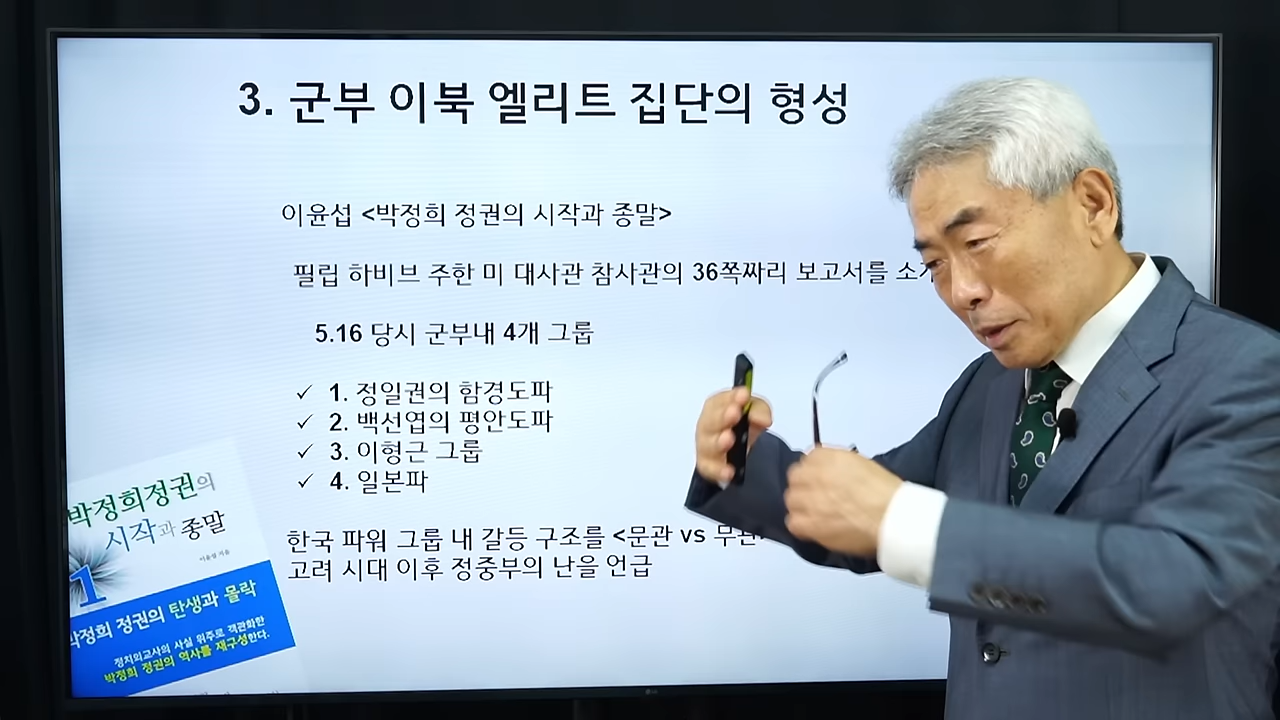 3. 군부 이북 엘리트 집단의 형성
이윤섭 <박정희 정권의 시작과 종말>
필립 하비브 주한 미 대사관 참사관의 36쪽짜리 보고서를
5.16 당시 군부내 4개 그룹
✓ 1. 정일권의 함경도파
✓ 2. 백선엽의 평안도파
✓ 3. 이형근 그룹
✓ 4. 일본파
한국 파워 그룹 내 갈등 구조를 <문관 vs 무관
고려 시대 이후 정중부의 난을 언급
박정희정권의
시작과 종말
이윤섭 지음
1
박정희 정권의 탄생과 몰락
정치외교사의 사실 위주로 객관화한
박정희 정권의 역사를 재구성한다.
LG